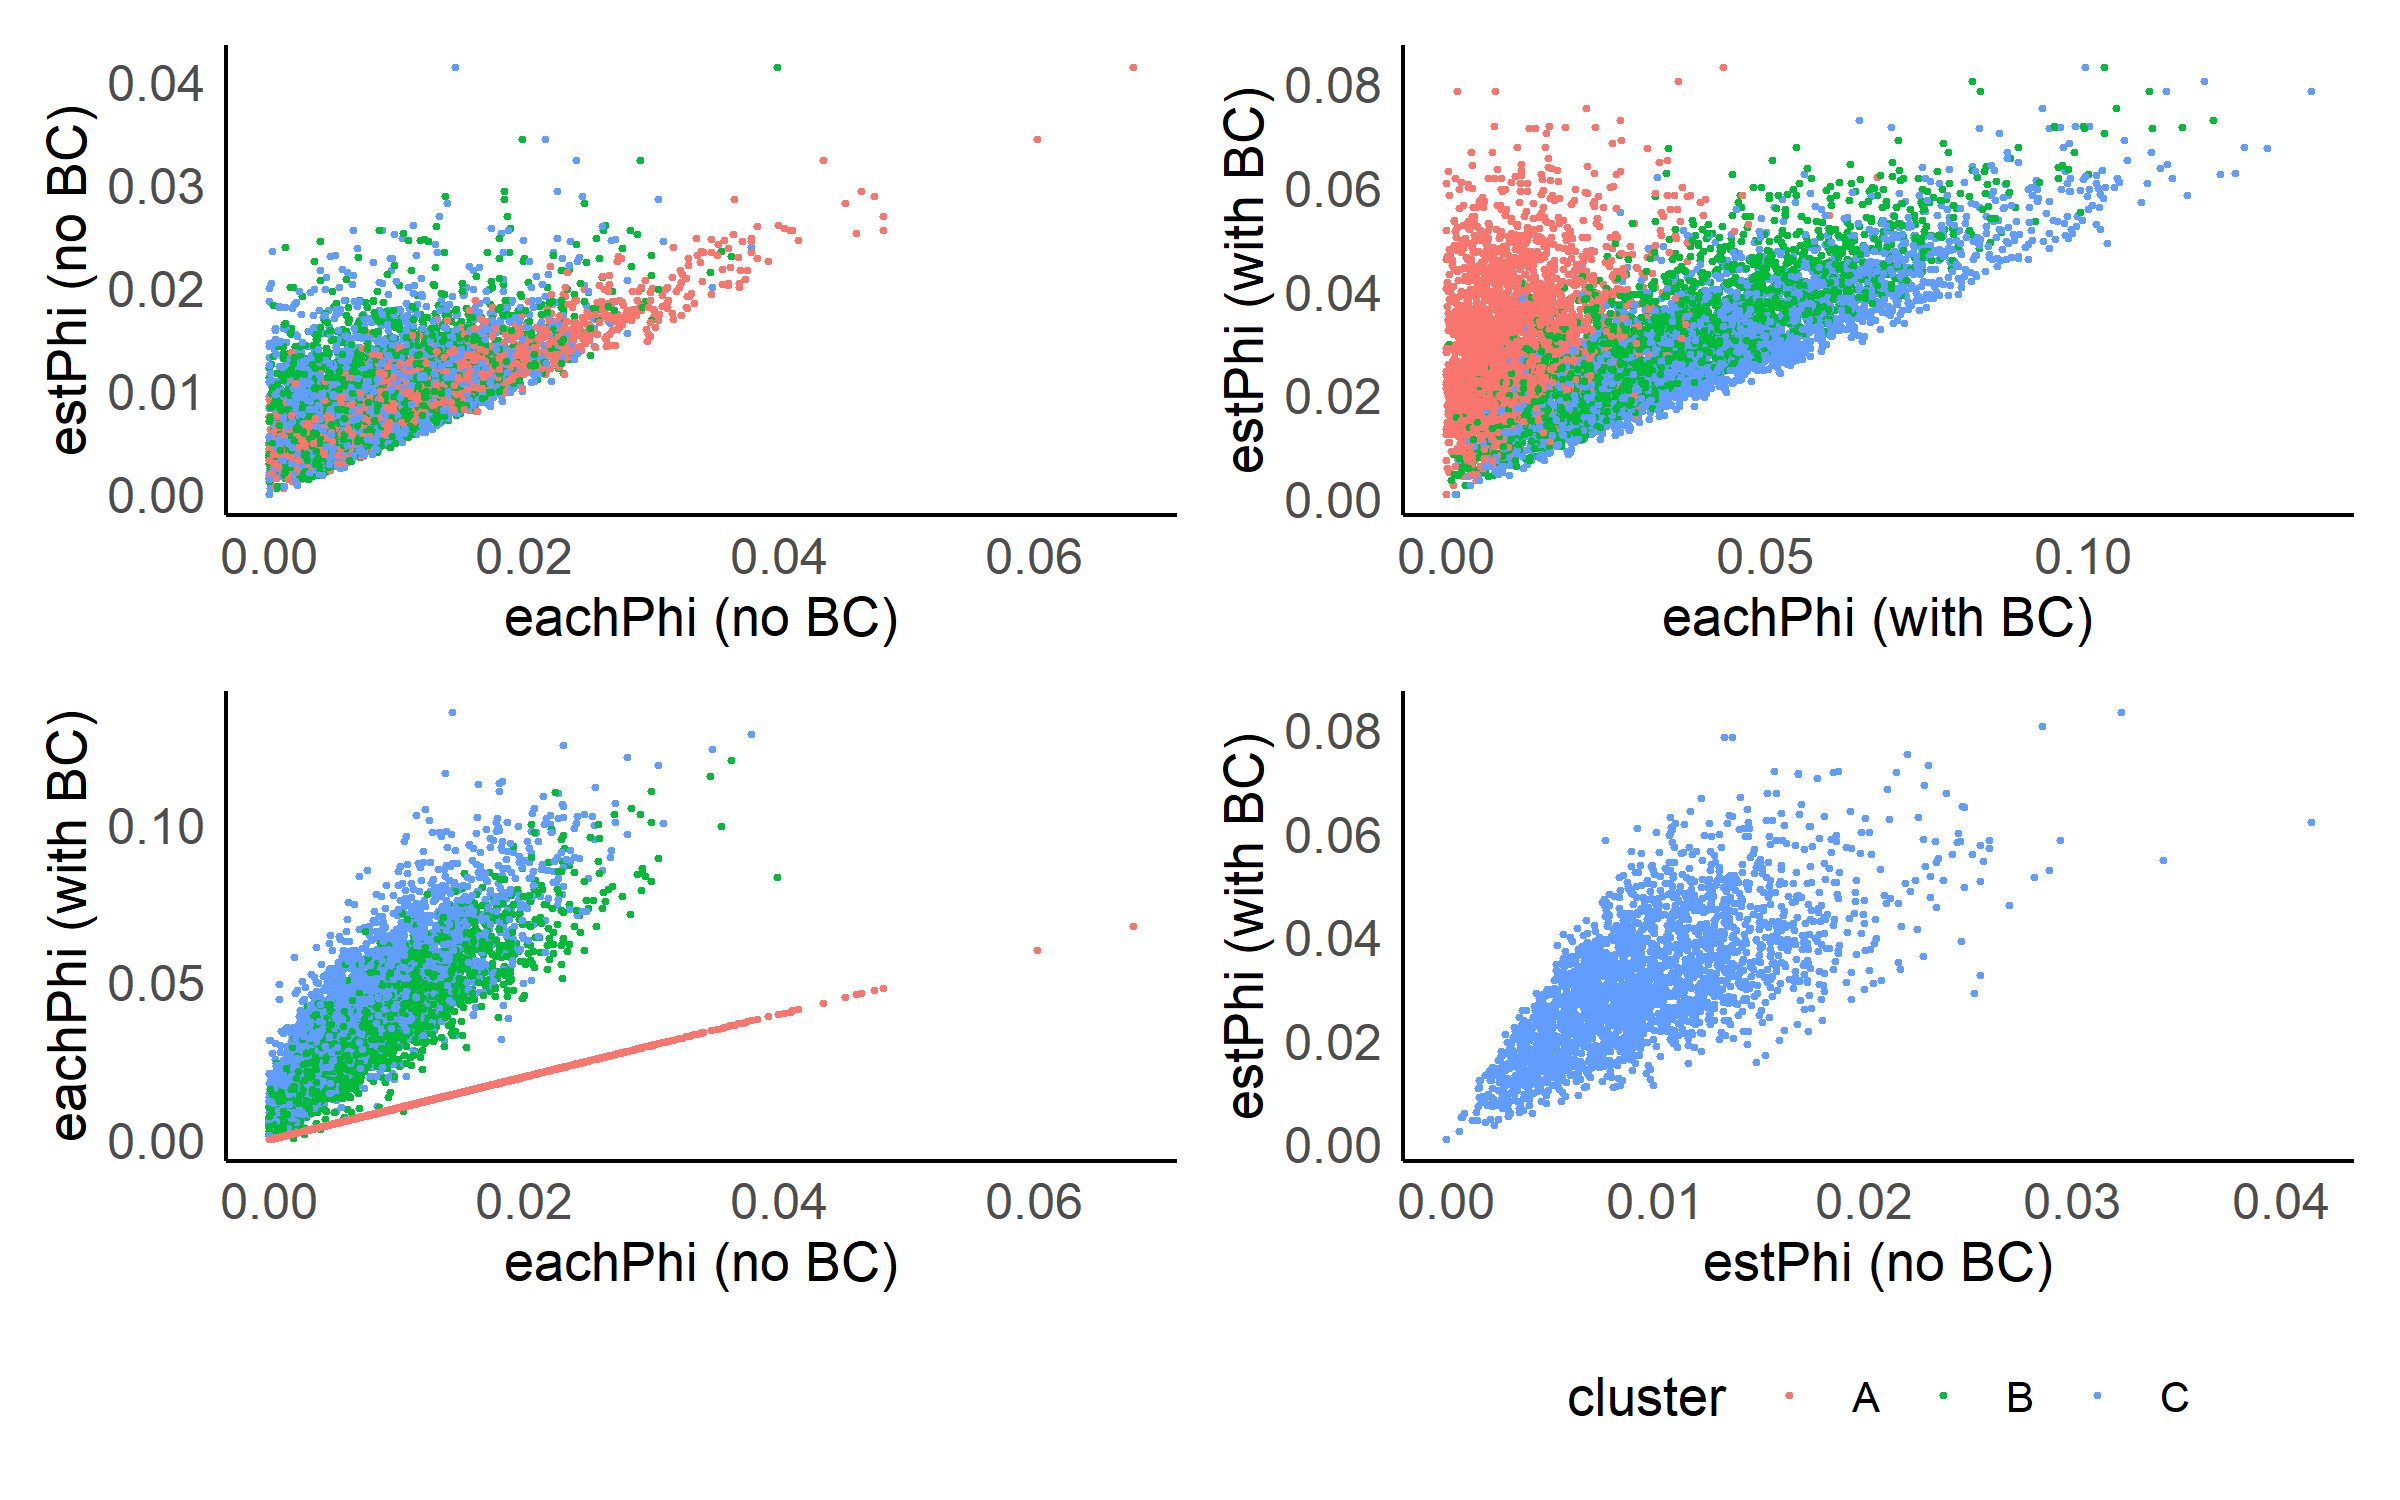 estPhi (no BC)
0.04
0.03
0.02
0.01
0.00
0.00 0.02 0.04 0.06
eachPhi (no BC)
estPhi (with BC)
0.08
0.06
0.04
0.02
0.00
0.00 0.05 0.10
eachPhi (with BC)
eachPhi (with BC)
0.10
0.05
0.00
0.00 0.02 0.04 0.06
eachPhi (no BC)
estPhi (with BC)
0.08
0.06
0.04
0.02
0.00
0.00 0.01 0.02 0.03 0.04
estPhi (no BC)
cluster A B C